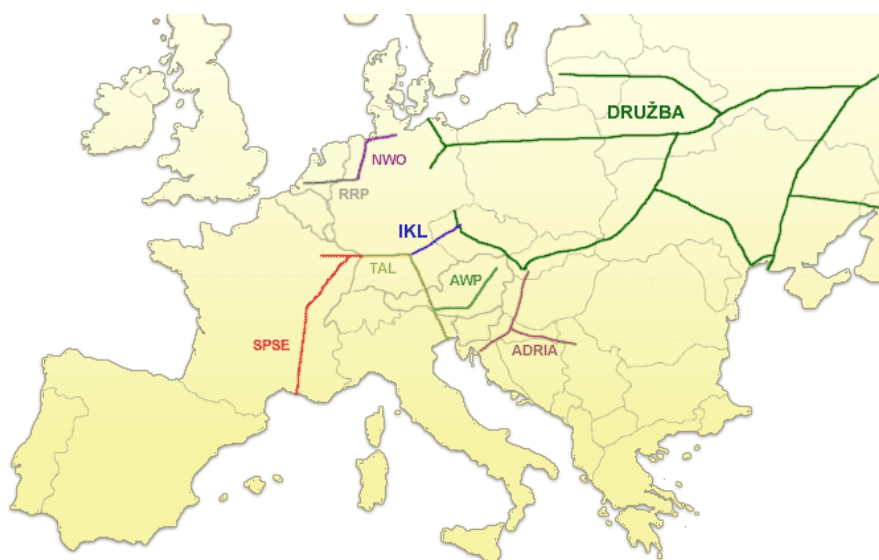 DRUŽBA
NWO
RRP
IKL
TAL
AWP
SPSE
ADRIA